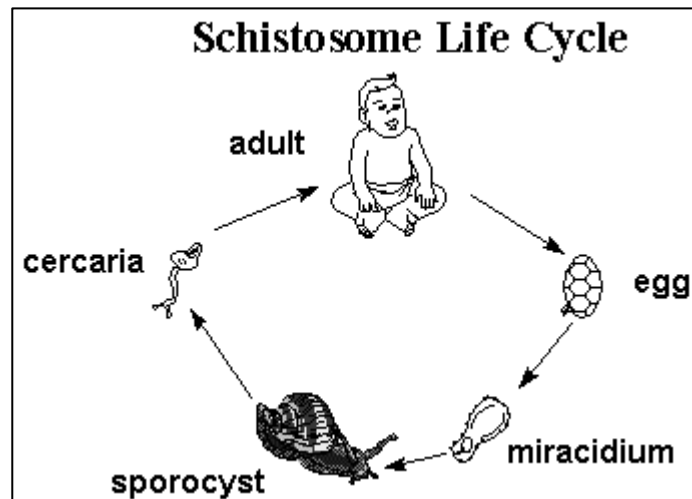 Schistosome Life Cycle
adult
cercaria
egg
miracidium
sporocyst